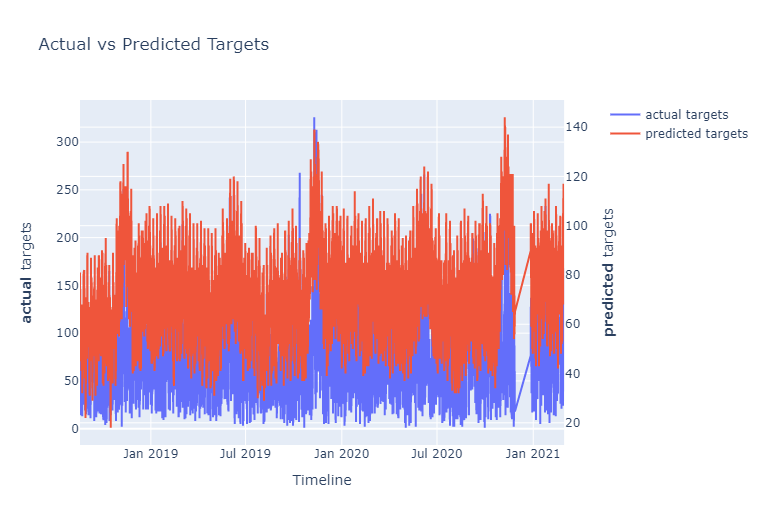 Actual vs Predicted Targets
actual targets
predicted targets
300
250
200
150
100
50
0
140
120
100
80
60
40
20
actual targets
predicted targets
Jan 2019
Jul 2019
Jan 2020
Jul 2020
Jan 2021
Timeline